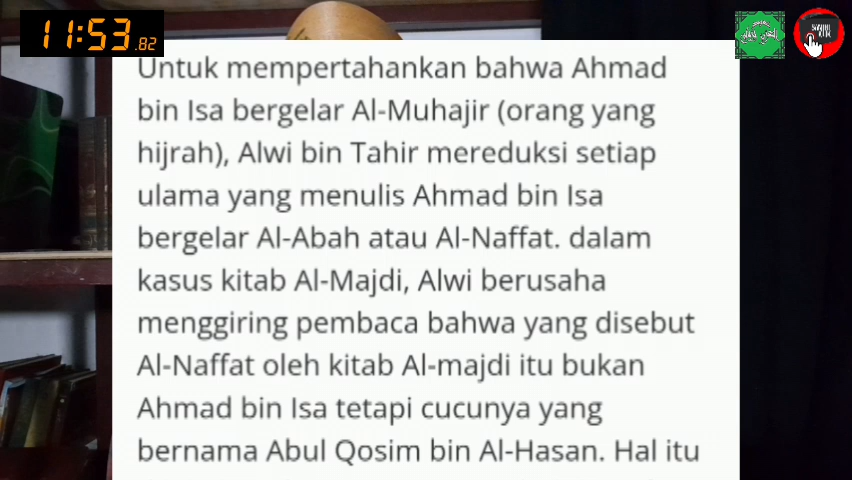 11:53.82
Untuk mempertahankan bahwa Ahmad
bin Isa bergelar Al-Muhajir (orang yang
hijrah), Alwi bin Tahir mereduksi setiap
ulama yang menulis Ahmad bin Isa
bergelar Al-Abah atau Al-Naffat. dalam
kasus kitab Al-Majdi, Alwi berusaha
menggiring pembaca bahwa yang disebut
Al-Naffat oleh kitab Al-majdi itu bukan
Ahmad bin Isa tetapi cucunya yang
bernama Abul Qosim bin Al-Hasan. Hal itu